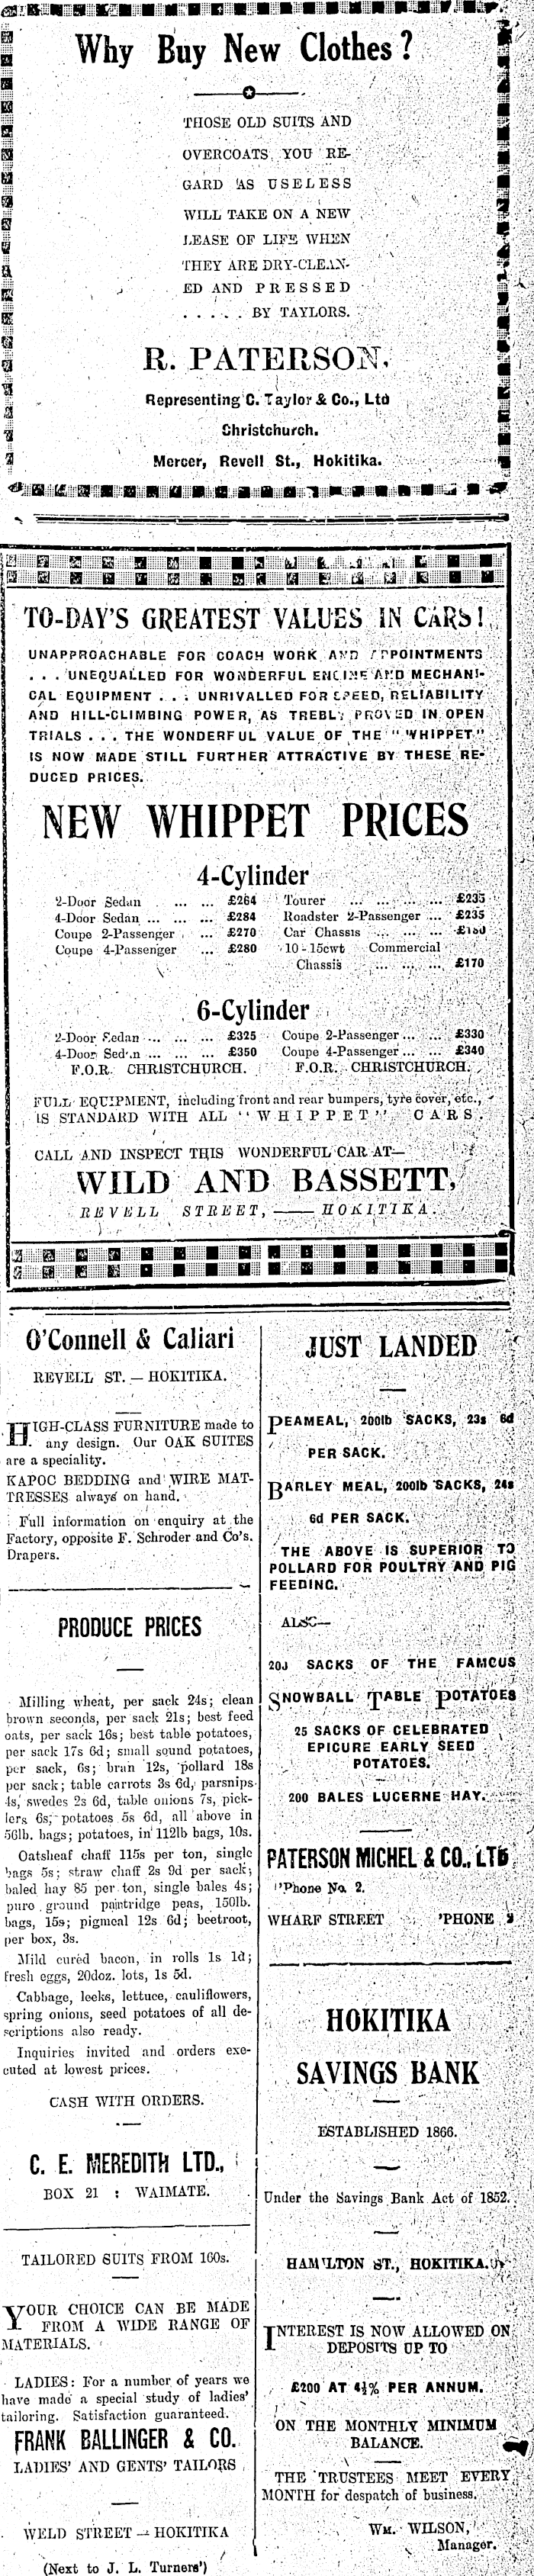 Why Buy New Clothes?
THOSE OLD SUITS AND
OVERCOATS YOU RE-
GARD AS USELESS
WILL TAKE ON A NEW
LEASE OF LIFE WHEN
THEY ARE DRY-CLEAN-
ED AND PRESSED
. . . . . BY TAYLORS.
R. PATERSON,
Representing C. Taylor & Co., Ltd
Christchurch.
Mercer, Revell St., Hokitika.
TO-DAY'S GREATEST VALUES IN CARS!
UNAPPROACHABLE FOR COACH WORK AND APPOINTMENTS
. . . UNEQUALLED FOR WONDERFUL ENGINE AND MECHANI-
CAL EQUIPMENT . . . UNRIVALLED FOR SPEED, RELIABILITY
AND HILL-CLIMBING POWER, AS TREBLY PROVED IN OPEN
TRIALS . . . THE WONDERFUL VALUE OF THE "WHIPPET"
IS NOW MADE STILL FURTHER ATTRACTIVE BY THESE RE-
DUCED PRICES.
NEW WHIPPET PRICES
4-Cylinder
2-Door Sedan ... ... £264
4-Door Sedan ... ... ... £284
Coupe 2-Passenger ... £270
Coupe 4-Passenger ... £280
Tourer ... ... ... ... £235
Roadster 2-Passenger ... £235
Car Chassis ... ... ...
10-15cwt Commercial
Chassis ... ... ... £170
6-Cylinder
2-Door Sedan ... ... ... £325
4-Door Sedan ... ... ... £350
F.O.R. CHRISTCHURCH.
Coupe 2-Passenger ... ... £330
Coupe 4-Passenger ... ... £340
F.O.R. CHRISTCHURCH.
FULL EQUIPMENT, including front and rear bumpers, tyre cover, etc.,
IS STANDARD WITH ALL "WHIPPET" CARS.
CALL AND INSPECT THIS WONDERFUL CAR AT—
WILD AND BASSETT,
REVELL STREET, —— HOKITIKA.
O'Connell & Caliari
REVELL ST. — HOKITIKA.
HIGH-CLASS FURNITURE made to
any design. Our OAK SUITES
are a speciality.
KAPOC BEDDING and WIRE MAT-
TRESSES always on hand.
Full information on enquiry at the
Factory, opposite F. Schroder and Co's.
Drapers.
PRODUCE PRICES
Milling wheat, per sack 24s; clean
brown seconds, per sack 21s; best feed
oats, per sack 16s; best table potatoes,
per sack 17s 6d; small sound potatoes,
per sack, 6s; bran 12s, pollard 18s
per sack; table carrots 3s 6d, parsnips
4s, swedes 2s 6d, table onions 7s, pick-
lers 6s; potatoes 5s 6d, all above in
56lb. bags; potatoes, in 112lb bags, 10s.
Oatsheaf chaff 115s per ton, single
bags 5s; straw chaff 2s 9d per sack;
baled hay 85 per ton, single bales 4s;
pure ground partridge peas, 150lb.
bags, 15s; pigmeal 12s 6d; beetroot,
per box, 3s.
Mild cured bacon, in rolls 1s 1d;
fresh eggs, 20doz. lots, 1s 5d.
Cabbage, leeks, lettuce, cauliflowers,
spring onions, seed potatoes of all de-
scriptions also ready.
Inquiries invited and orders exe-
cuted at lowest prices.
CASH WITH ORDERS.
C. E. MEREDITH LTD.,
BOX 21 : WAIMATE.
TAILORED SUITS FROM 160s.
YOUR CHOICE CAN BE MADE
FROM A WIDE RANGE OF
MATERIALS.
LADIES: For a number of years we
have made a special study of ladies'
tailoring. Satisfaction guaranteed.
FRANK BALLINGER & CO.
LADIES' AND GENTS' TAILORS
WELD STREET — HOKITIKA
(Next to J. L. Turners')
JUST LANDED
PEAMEAL, 200lb SACKS, 23s 6d
PER SACK.
BARLEY MEAL, 200lb SACKS, 24s
6d PER SACK.
THE ABOVE IS SUPERIOR TO
POLLARD FOR POULTRY AND PIG
FEEDING.
ALSO—
200 SACKS OF THE FAMOUS
SNOWBALL TABLE POTATOES
25 SACKS OF CELEBRATED
EPICURE EARLY SEED
POTATOES.
200 BALES LUCERNE HAY.
PATERSON MICHEL & CO., LTD
'Phone No. 2.
WHARF STREET 'PHONE 2
HOKITIKA
SAVINGS BANK
ESTABLISHED 1866.
Under the Savings Bank Act of 1852.
HAMILTON ST., HOKITIKA.
INTEREST IS NOW ALLOWED ON
DEPOSITS UP TO
£200 AT 4½% PER ANNUM.
ON THE MONTHLY MINIMUM
BALANCE.
THE TRUSTEES MEET EVERY
MONTH for despatch of business.
WM. WILSON,
Manager.